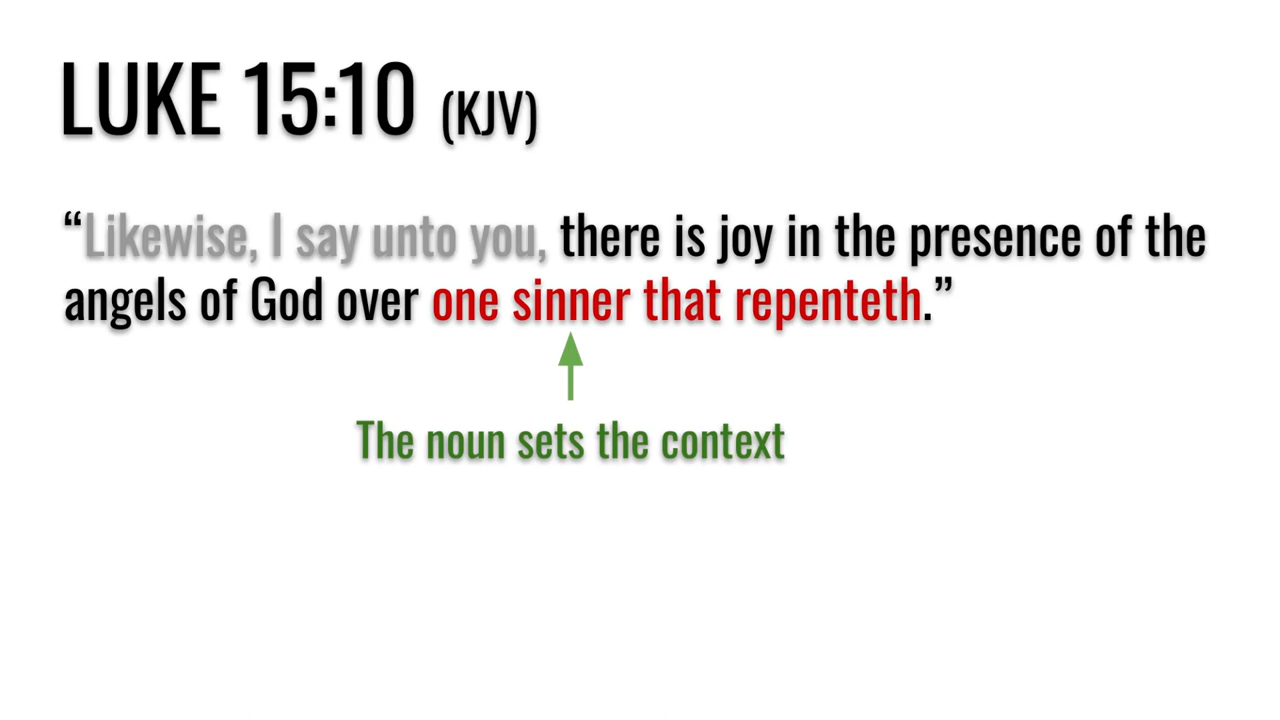 LUKE 15:10 (KJV)
“Likewise, I say unto you, there is joy in the presence of the
angels of God over one sinner that repenteth.”
The noun sets the context